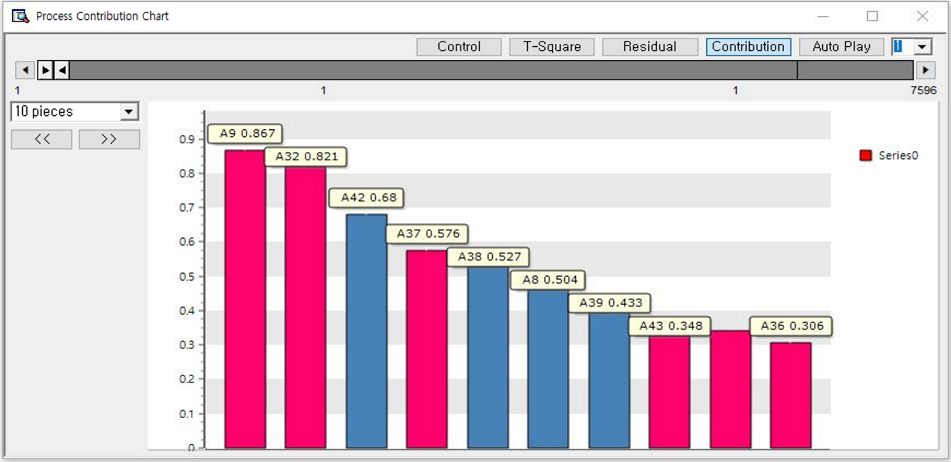 Process Contribution Chart
Control T-Square Residual Contribution Auto Play 1
1 1 1 7596
10 pieces
<< >>
0.9
0.8
0.7
0.6
0.5
0.4
0.3
0.2
0.1
0
A9 0.867
A32 0.821
A42 0.68
A37 0.576
A38 0.527
A8 0.504
A39 0.433
A43 0.348
A36 0.306
Series0